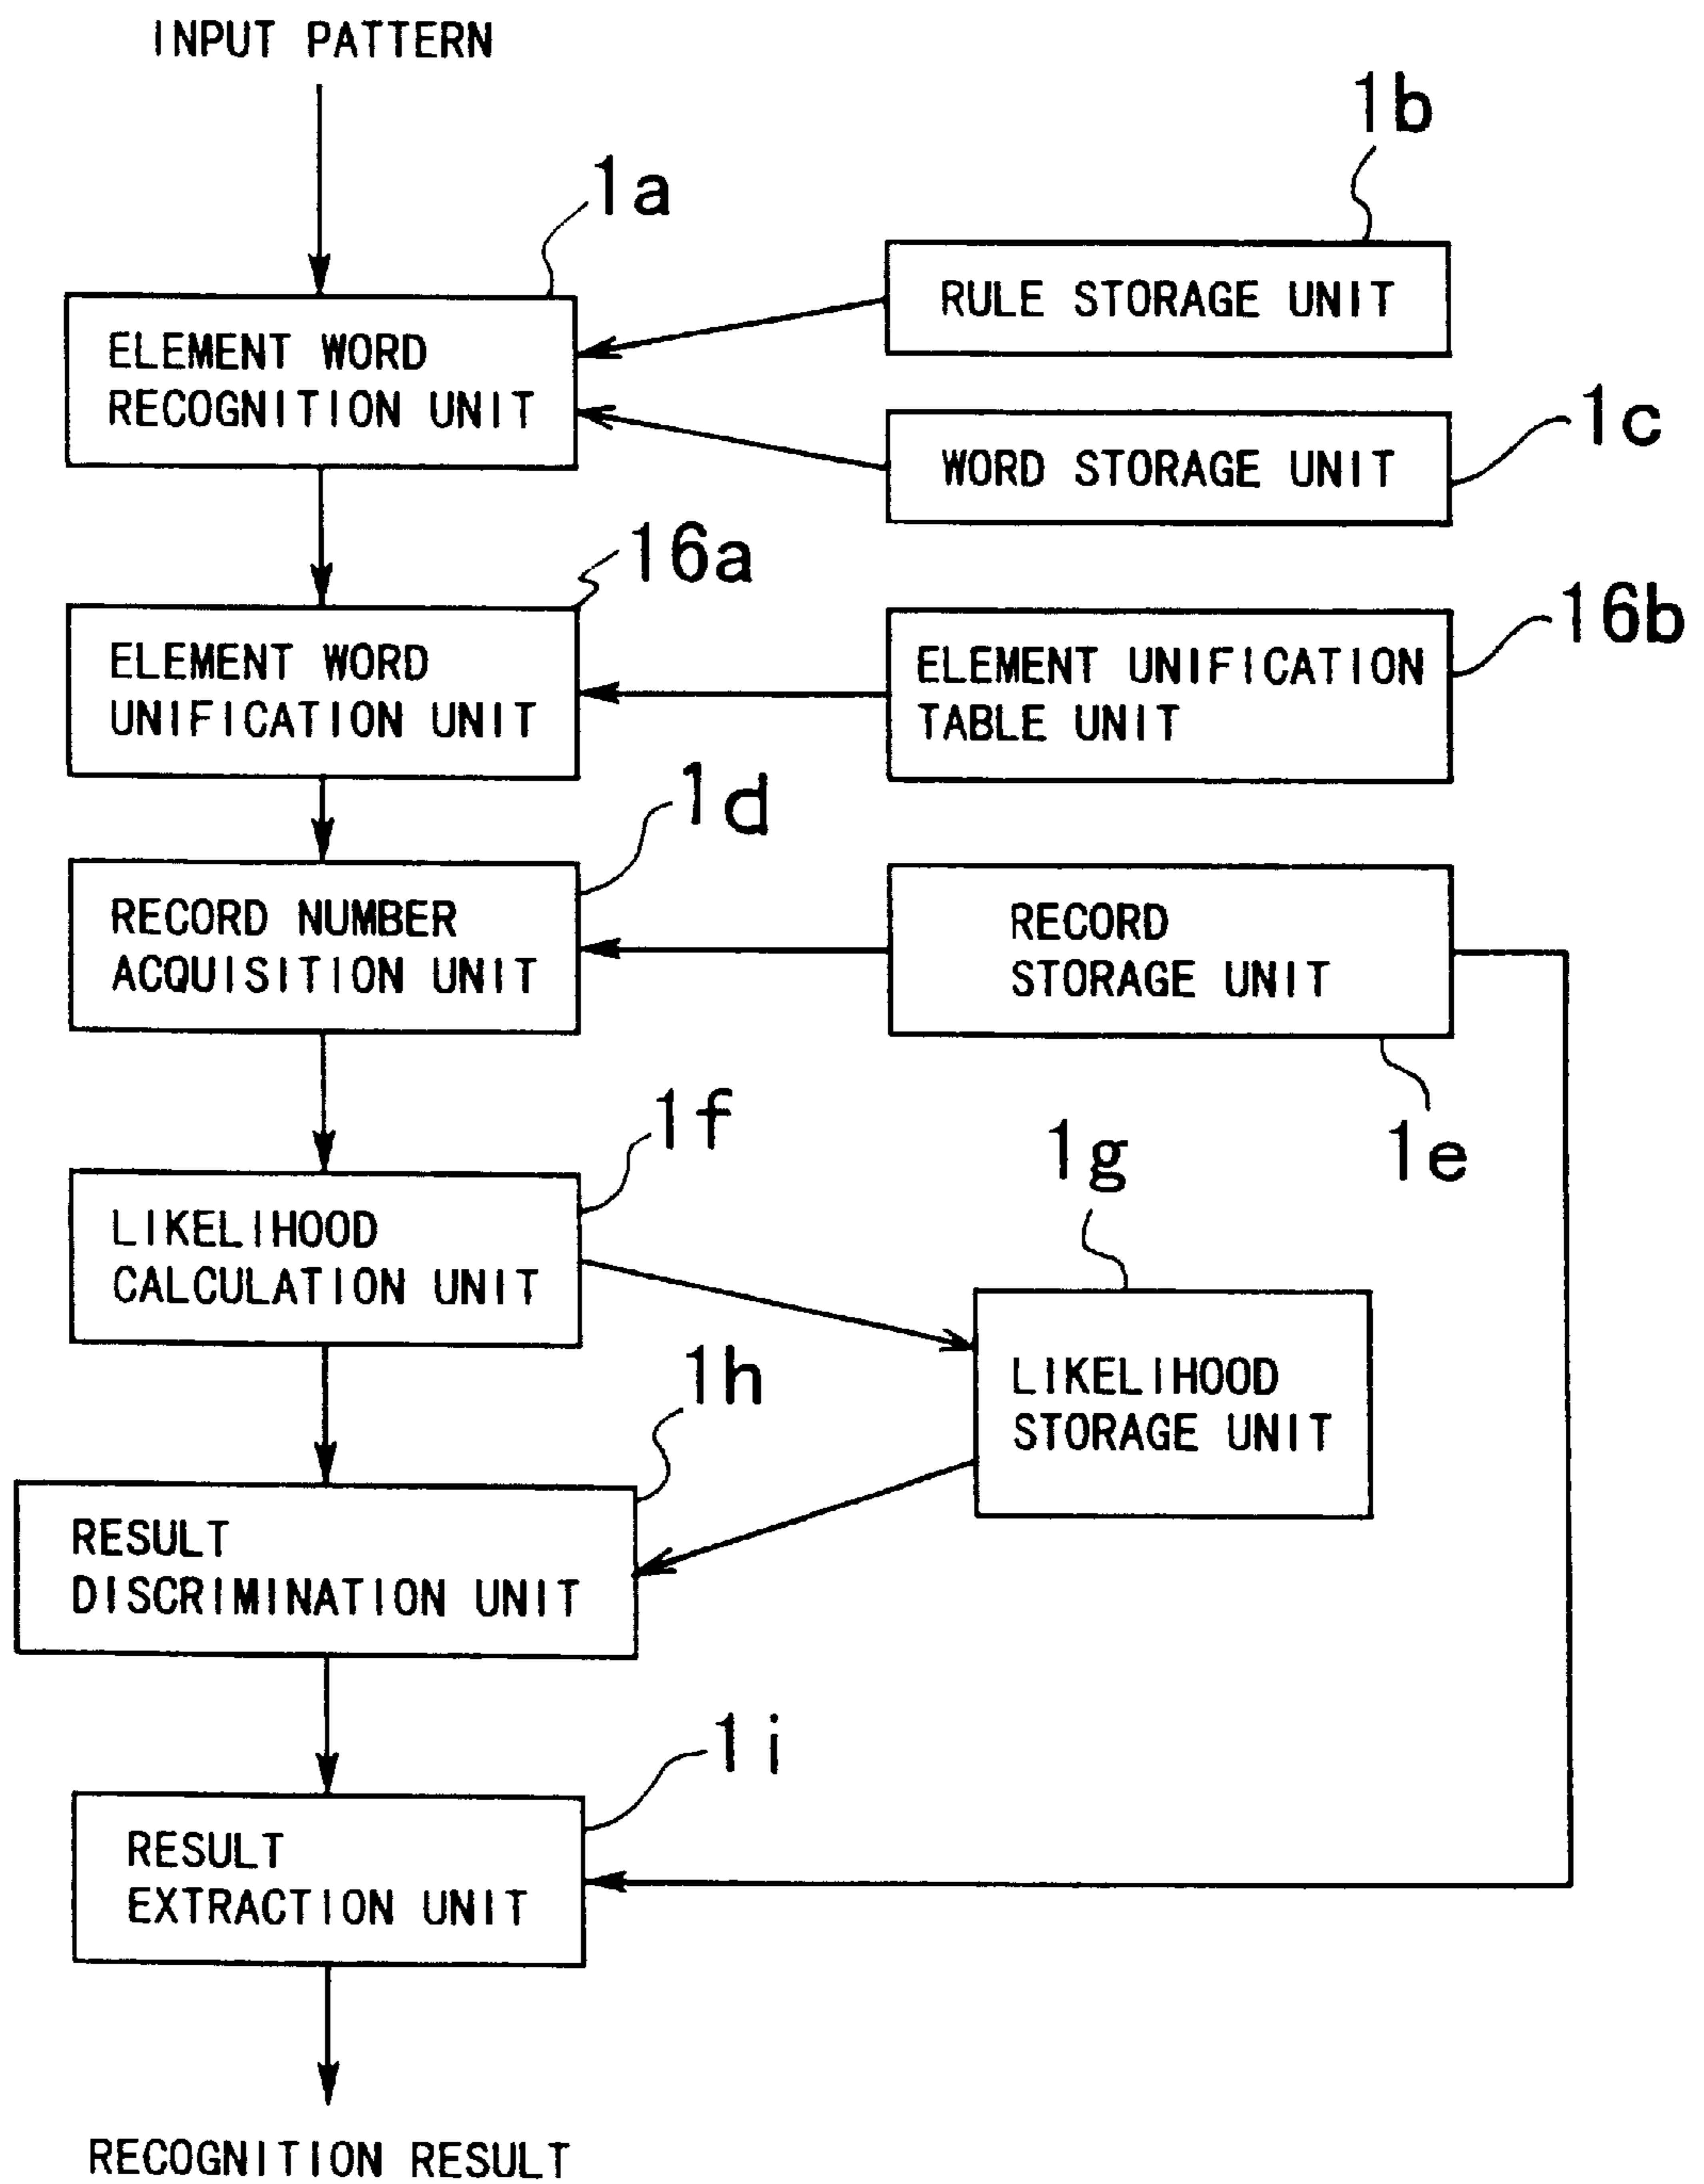 INPUT PATTERN
1b
1a
RULE STORAGE UNIT
ELEMENT WORD
RECOGNITION UNIT
1c
WORD STORAGE UNIT
16a
16b
ELEMENT WORD
UNIFICATION UNIT
ELEMENT UNIFICATION
TABLE UNIT
1d
RECORD NUMBER
ACQUISITION UNIT
RECORD
STORAGE UNIT
1f
1g
1e
LIKELIHOOD
CALCULATION UNIT
1h
LIKELIHOOD
STORAGE UNIT
RESULT
DISCRIMINATION UNIT
1i
RESULT
EXTRACTION UNIT
RECOGNITION RESULT